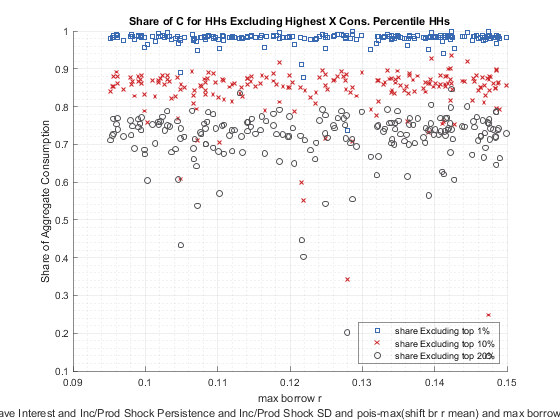 Share of C for HHs Excluding Highest X Cons. Percentile HHs
1
0.9
0.8
0.7
0.6
0.5
0.4
0.3
0.2
0.1
Share of Aggregate Consumption
0.09
0.1
0.11
0.12
0.13
0.14
0.15
max borrow r
share Excluding top 1%
share Excluding top 10%
share Excluding top 20%
ave Interest and Inc/Prod Shock Persistence and Inc/Prod Shock SD and pois-max(shift br r mean) and max borrow